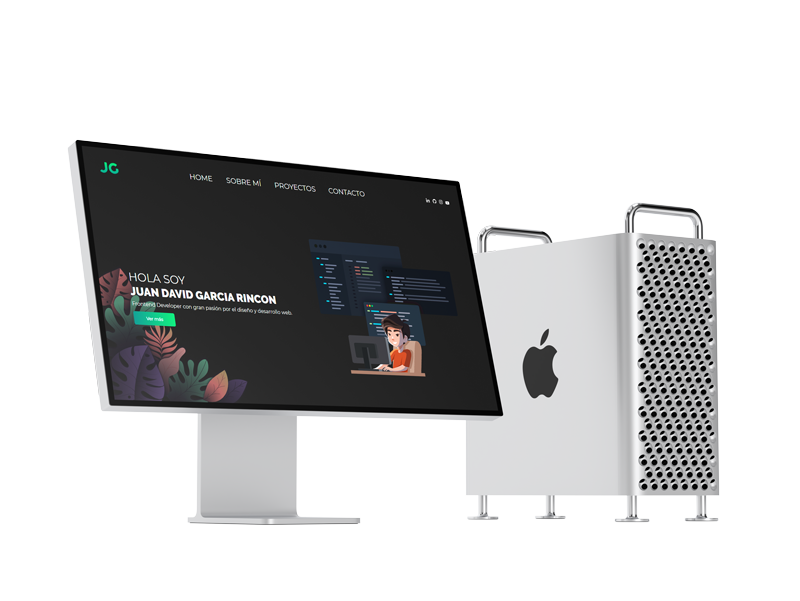 JG
HOME SOBRE MÍ PROYECTOS CONTACTO
HOLA SOY
JUAN DAVID GARCIA RINCON
Frontend Developer con gran pasión por el diseño y desarrollo web.
Ver más